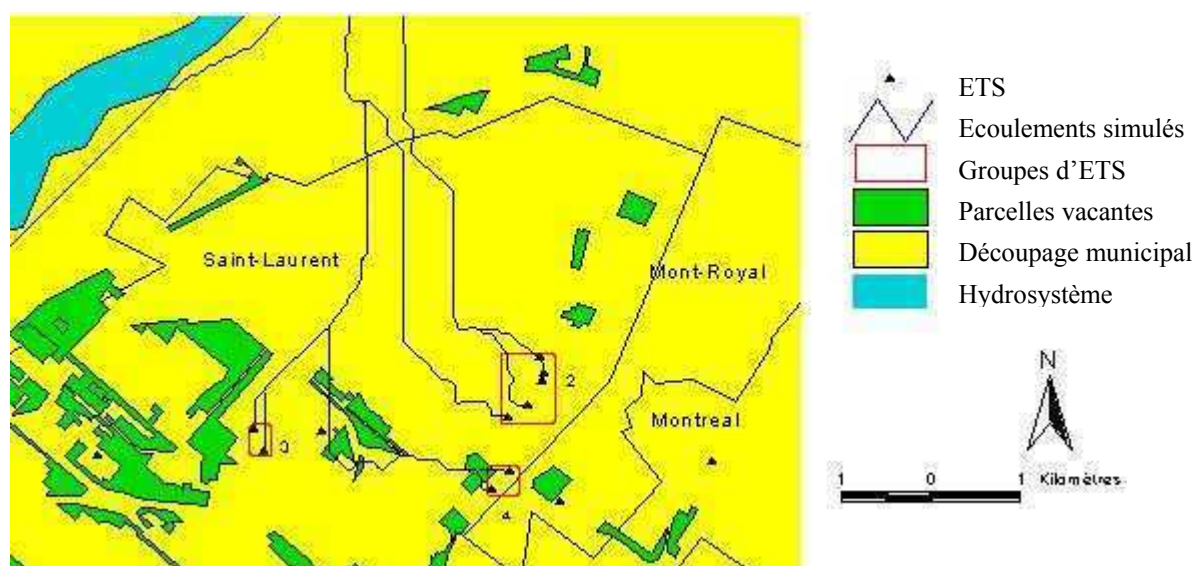 Saint-Laurent
Mont-Royal
Montreal
2
3
4
ETS
Ecoulements simulés
Groupes d’ETS
Parcelles vacantes
Découpage municipal
Hydrosystème
N
1 0 1 Kilomètres